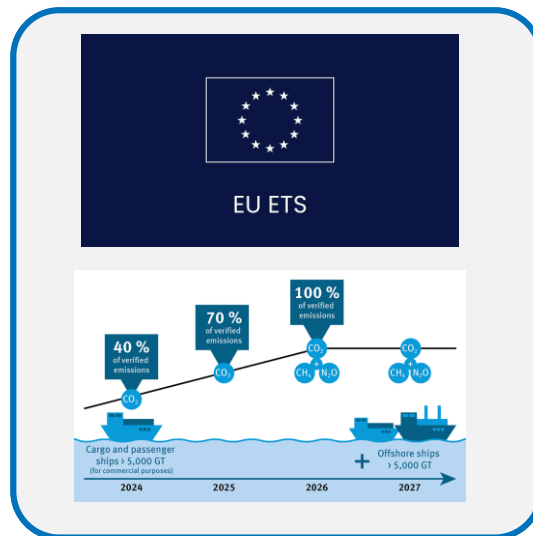 EU ETS
100 %
of verified
emissions
70 %
of verified
emissions
40 %
of verified
emissions
CO₂
CO₂
CO₂
CH₄ + N₂O
CO₂
CH₄ + N₂O
Cargo and passenger
ships > 5,000 GT
(for commercial purposes)
+ Offshore ships
> 5,000 GT
2024 2025 2026 2027